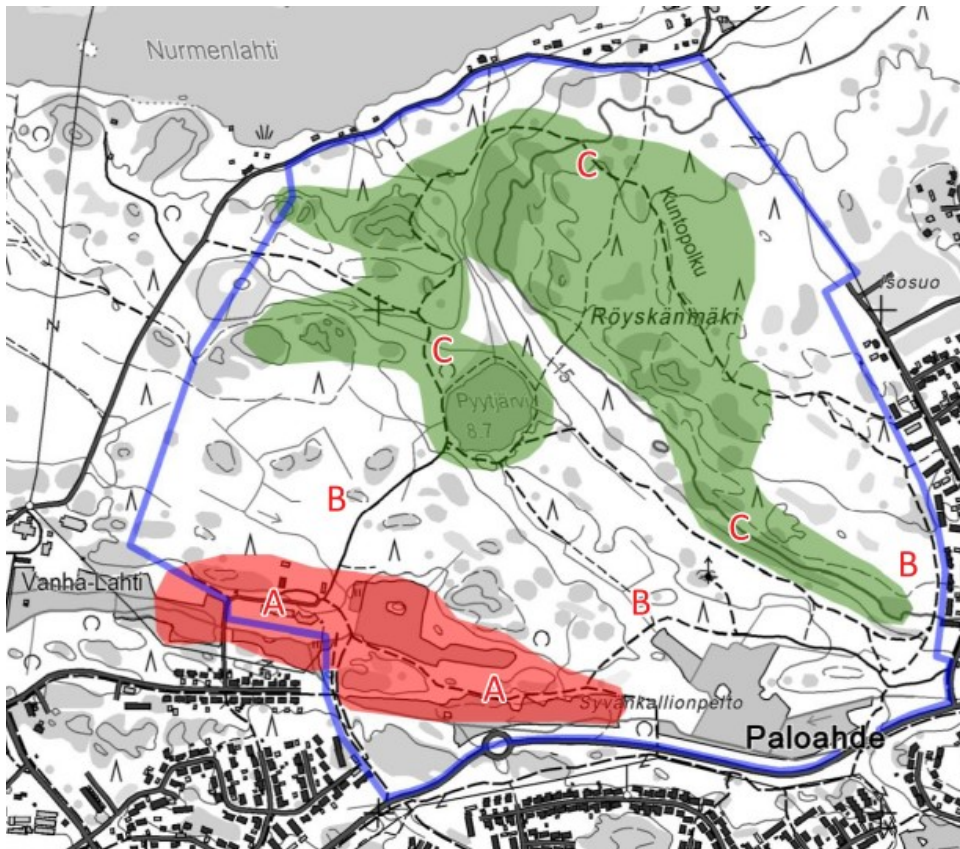 Nurmenlahti
C
Kuntopolku
Isosuo
Röyskänmäki
C
15
Pyytjärvi
8.7
B
C
B
Vanha-Lahti
A
B
A
Syvänkallionpelto
Paloahde
N